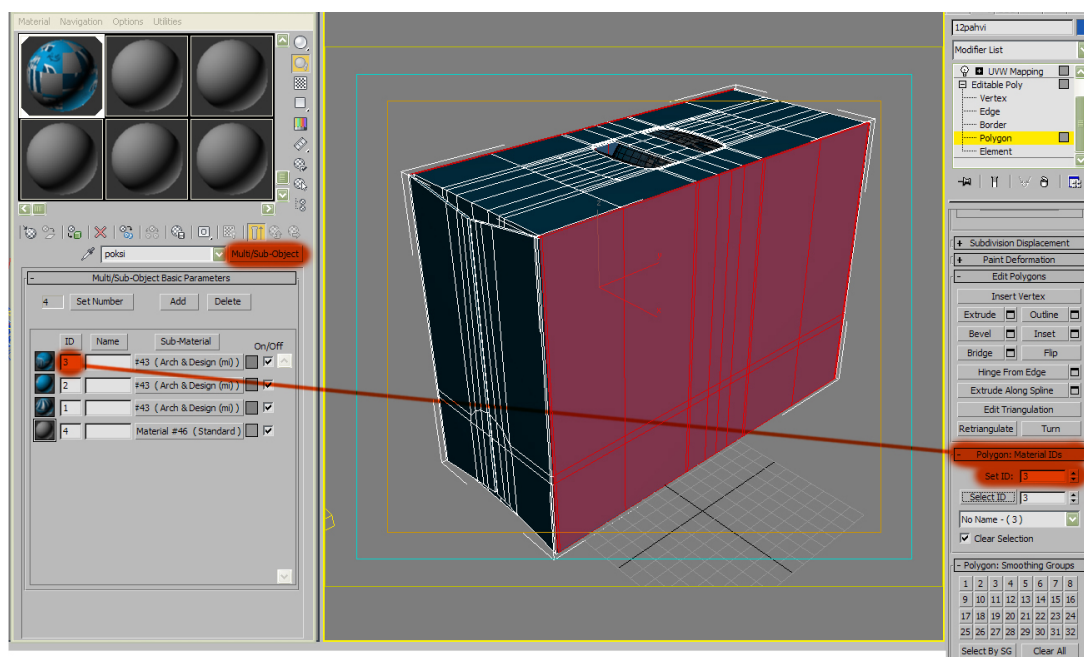 Material Navigation Options Utilities
poksi
Multi/Sub-Object
- Multi/Sub-Object Basic Parameters
4 Set Number Add Delete
ID Name Sub-Material On/Off
3 #43 ( Arch & Design (mi) )
2 #43 ( Arch & Design (mi) )
1 #43 ( Arch & Design (mi) )
4 Material #46 ( Standard )
12pahvi
Modifier List
UVW Mapping
Editable Poly
Vertex
Edge
Border
Polygon
Element
+ Subdivision Displacement
+ Paint Deformation
- Edit Polygons
Insert Vertex
Extrude Outline
Bevel Inset
Bridge Flip
Hinge From Edge
Extrude Along Spline
Edit Triangulation
Retriangulate Turn
- Polygon: Material IDs
Set ID: 3
Select ID 3
No Name - ( 3 )
Clear Selection
- Polygon: Smoothing Groups
1 2 3 4 5 6 7 8
9 10 11 12 13 14 15 16
17 18 19 20 21 22 23 24
25 26 27 28 29 30 31 32
Select By SG Clear All